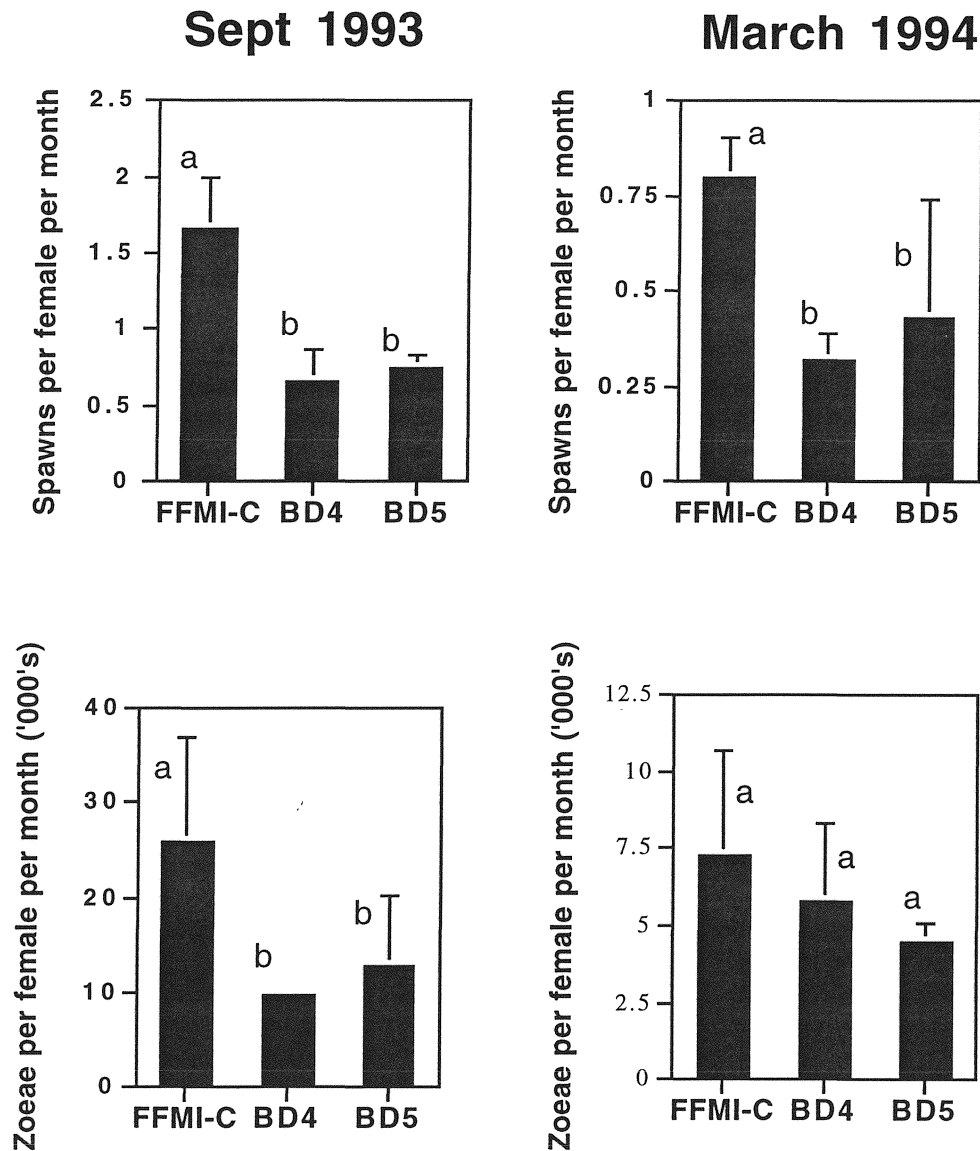 Sept 1993
March 1994
Spawns per female per month
2.5
2
1.5
1
0.5
0
a
b
b
FFMI-C BD4 BD5
Spawns per female per month
1
0.75
0.5
0.25
0
a
b
b
FFMI-C BD4 BD5
Zoeae per female per month ('000's)
40
30
20
10
0
a
b
b
FFMI-C BD4 BD5
Zoeae per female per month ('000's)
12.5
10
7.5
5
2.5
0
a
a
a
FFMI-C BD4 BD5